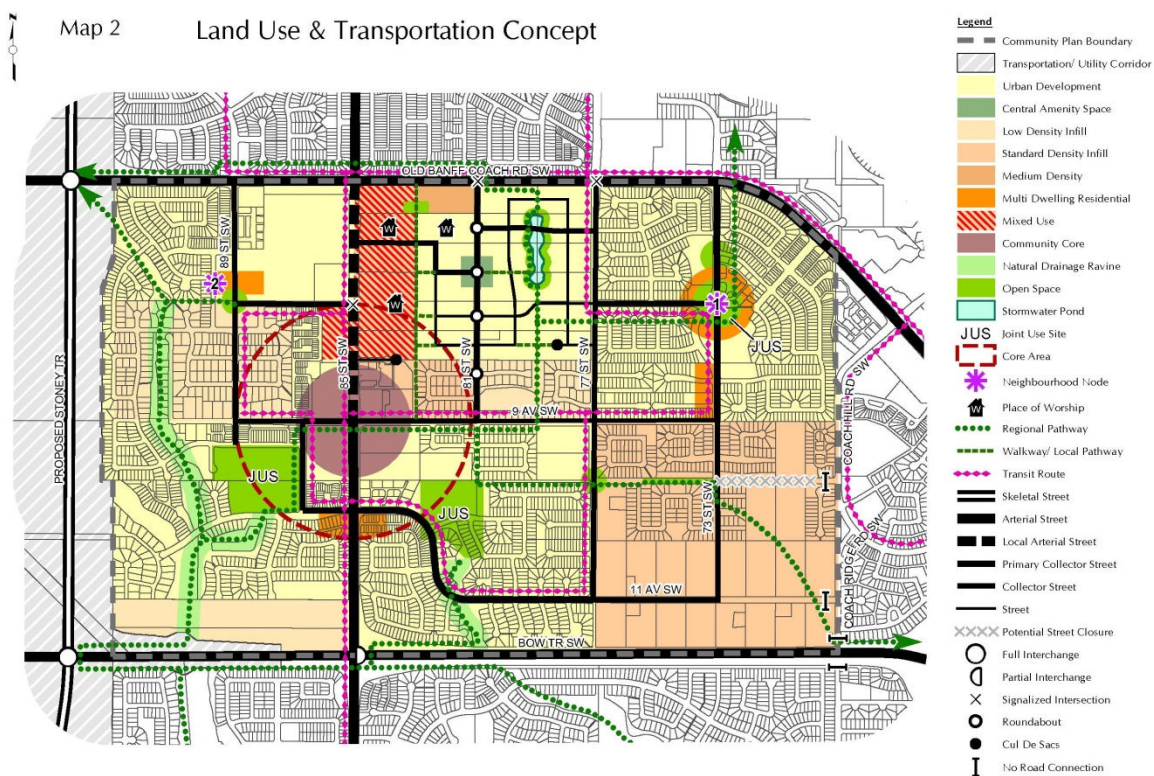 N
Map 2
Land Use & Transportation Concept
OLD BANFF COACH RD SW
89 ST SW
W
W
W
2
1
JUS
PROPOSED STONEY TR
85 ST SW
81 ST SW
77 ST SW
9 AV SW
COACH HILL RD SW
JUS
JUS
73 ST SW
11 AV SW
COACH RIDGE RD SW
BOW TR SW
Legend
Community Plan Boundary
Transportation/ Utility Corridor
Urban Development
Central Amenity Space
Low Density Infill
Standard Density Infill
Medium Density
Multi Dwelling Residential
Mixed Use
Community Core
Natural Drainage Ravine
Open Space
Stormwater Pond
JUS Joint Use Site
Core Area
Neighbourhood Node
W Place of Worship
Regional Pathway
Walkway/ Local Pathway
Transit Route
Skeletal Street
Arterial Street
Local Arterial Street
Primary Collector Street
Collector Street
Street
Potential Street Closure
Full Interchange
Partial Interchange
Signalized Intersection
Roundabout
Cul De Sacs
No Road Connection